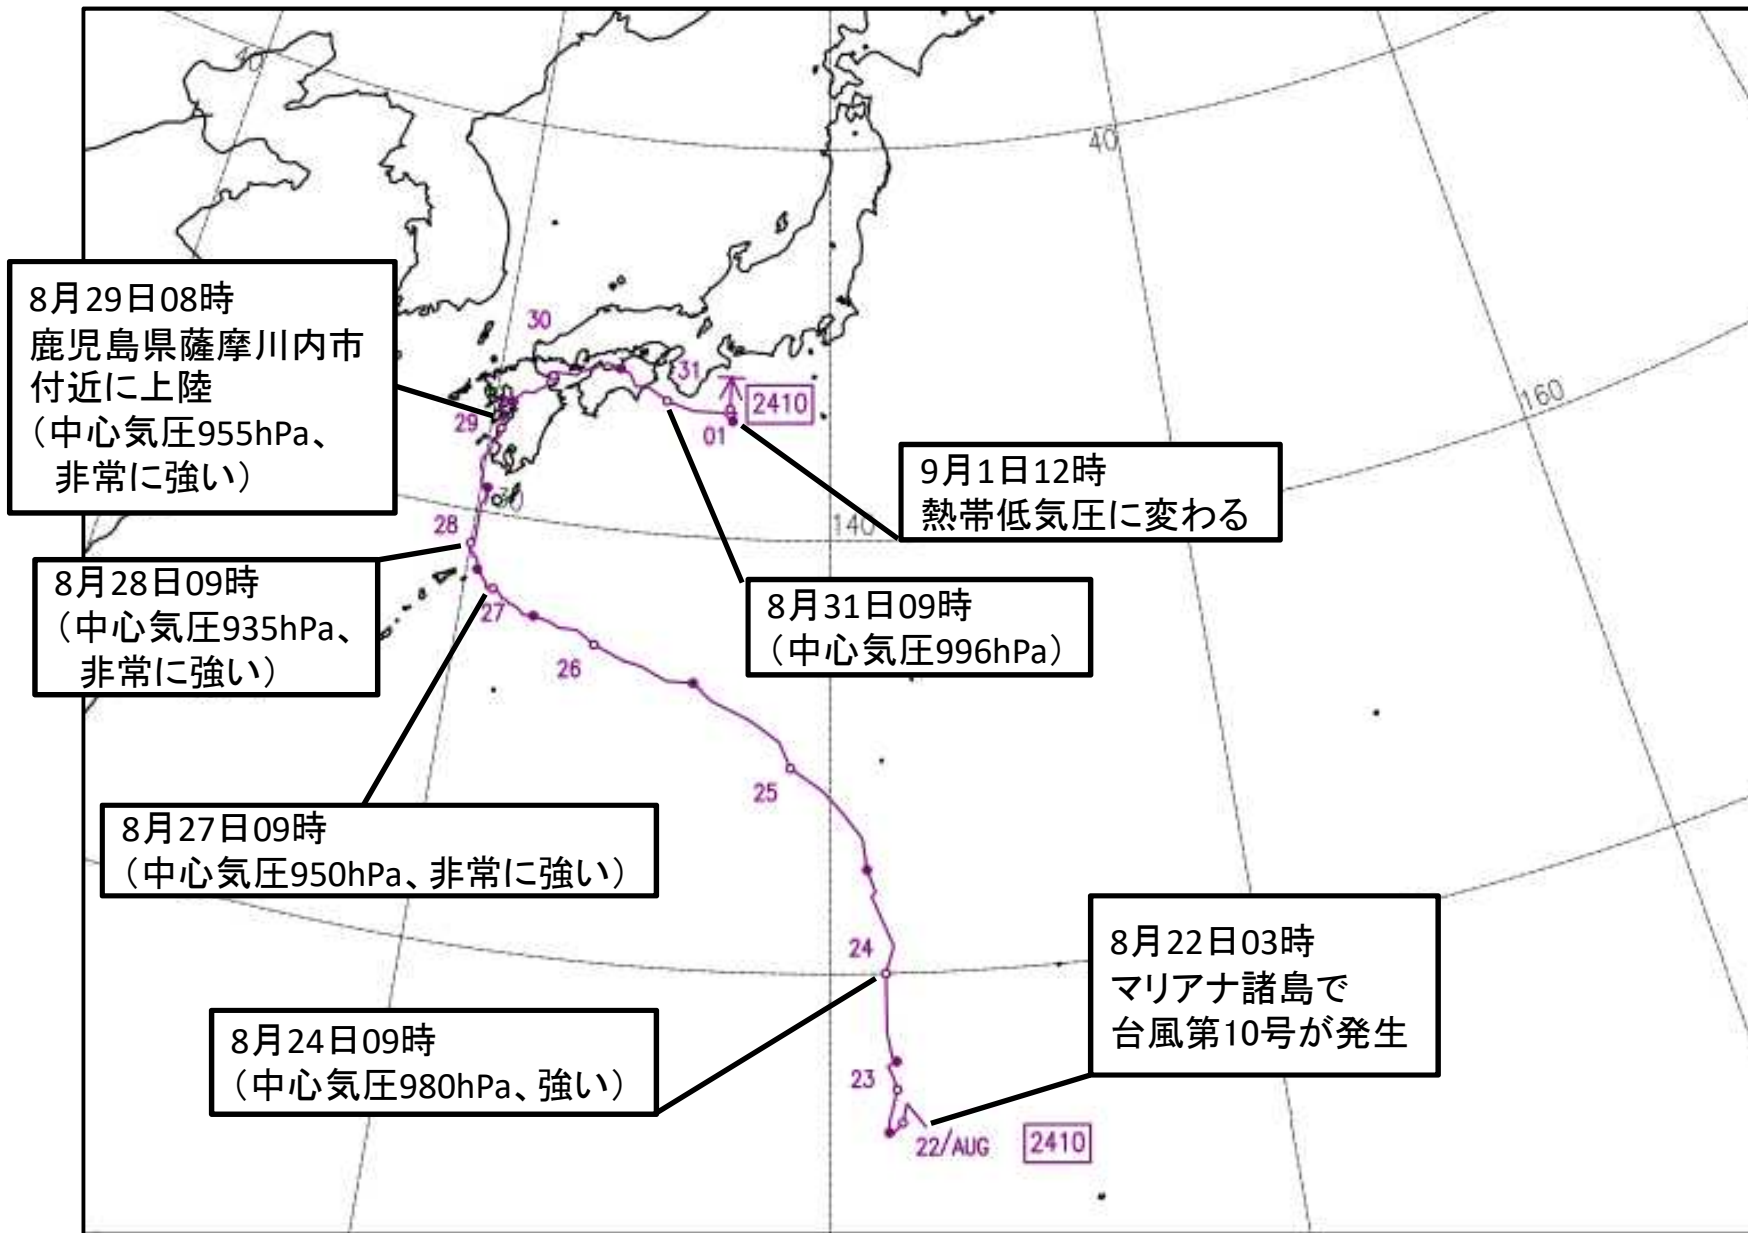 40
40
8月29日08時
鹿児島県薩摩川内市
付近に上陸
（中心気圧955hPa、
非常に強い）
30
31
2410
29
01
160
9月1日12時
熱帯低気圧に変わる
30
28
140
8月28日09時
（中心気圧935hPa、
非常に強い）
27
8月31日09時
（中心気圧996hPa）
26
25
8月27日09時
（中心気圧950hPa、非常に強い）
24
8月22日03時
マリアナ諸島で
台風第10号が発生
8月24日09時
（中心気圧980hPa、強い）
23
22/AUG
2410